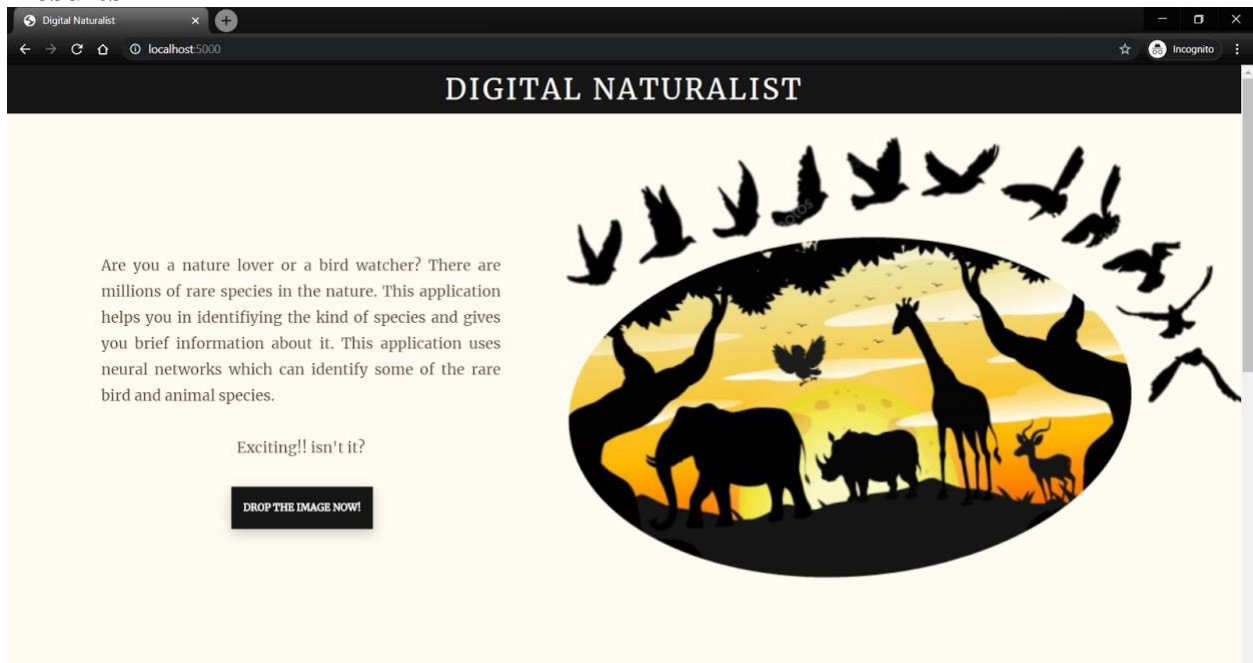 Digital Naturalist
localhost:5000
Incognito
DIGITAL NATURALIST
Are you a nature lover or a bird watcher? There are
millions of rare species in the nature. This application
helps you in identifiying the kind of species and gives
you brief information about it. This application uses
neural networks which can identify some of the rare
bird and animal species.
Exciting!! isn't it?
DROP THE IMAGE NOW!